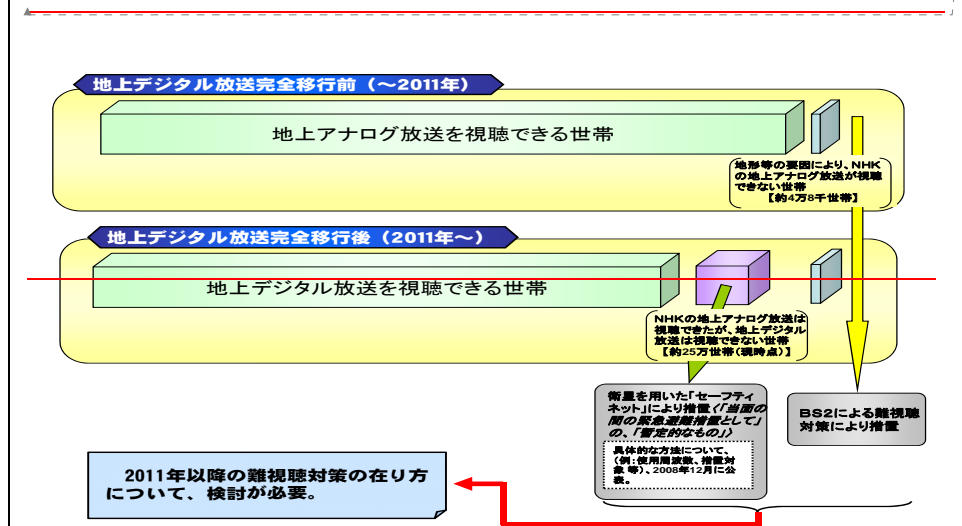 地上デジタル放送完全移行前（～2011年）
地上アナログ放送を視聴できる世帯
地形等の要因により、NHK
の地上アナログ放送が視聴
できない世帯
【約4万8千世帯】
地上デジタル放送完全移行後（2011年～）
地上デジタル放送を視聴できる世帯
NHKの地上アナログ放送は
視聴できたが、地上デジタル
放送は視聴できない世帯
【約25万世帯（現時点）】
衛星を用いた「セーフティ
ネット」により措置（「当面の
間の緊急避難措置として」
の、「暫定的なもの」）
具体的な方法について、
（例：使用周波数、措置対
象 等）、2008年12月に公
表。
BS2による難視聴
対策により措置
2011年以降の難視聴対策の在り方
について、検討が必要。